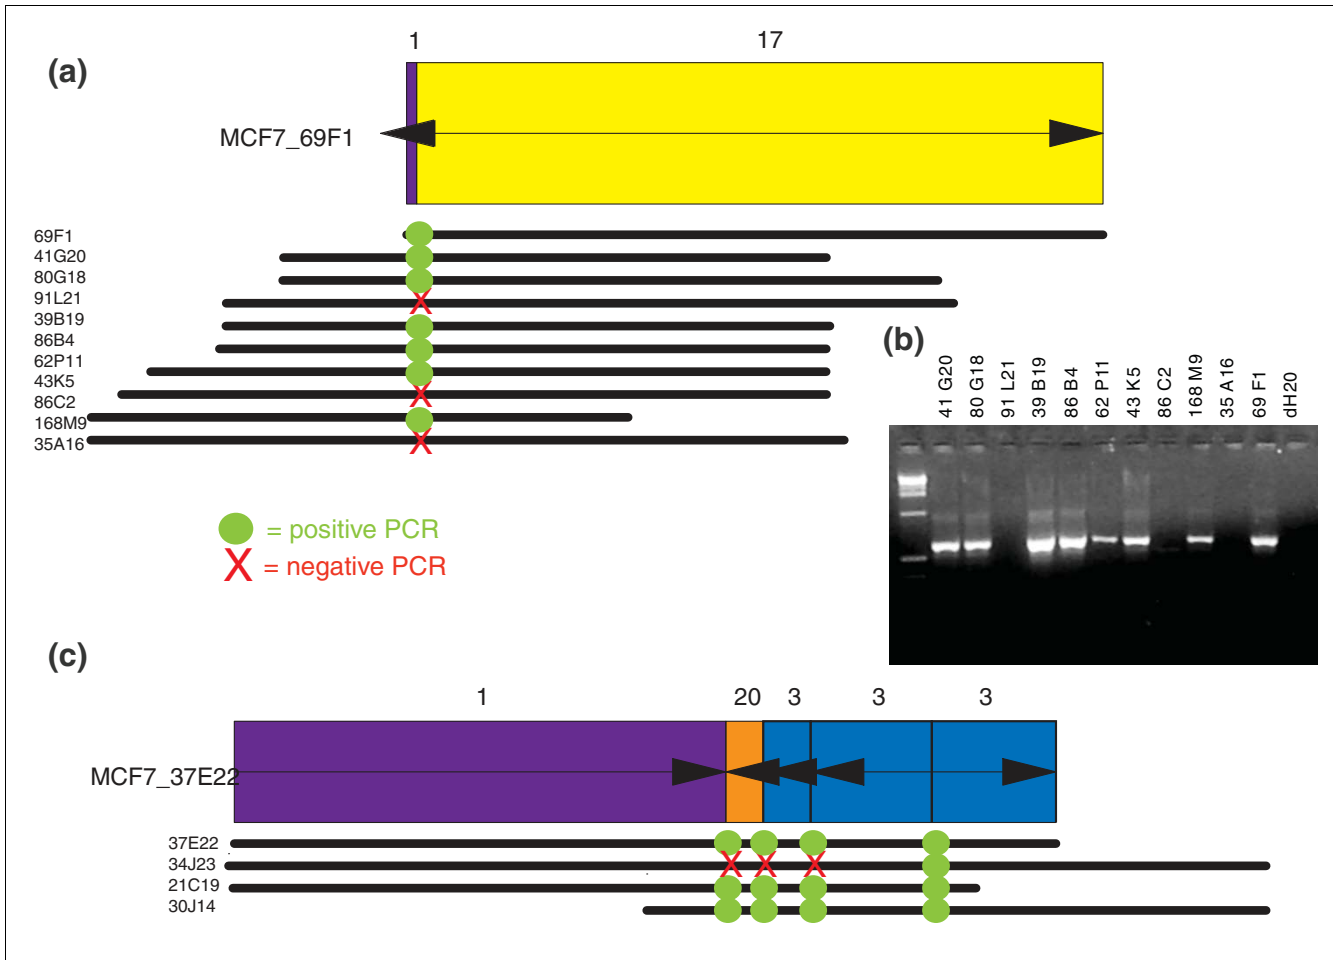 (a)
1 17
MCF7_69F1
69F1
41G20
80G18
91L21
39B19
86B4
62P11
43K5
86C2
168M9
35A16
= positive PCR
X = negative PCR
(b)
41 G20
80 G18
91 L21
39 B19
86 B4
62 P11
43 K5
86 C2
168 M9
35 A16
69 F1
dH20
(c)
1 20 3 3 3
MCF7_37E22
37E22
34J23
21C19
30J14